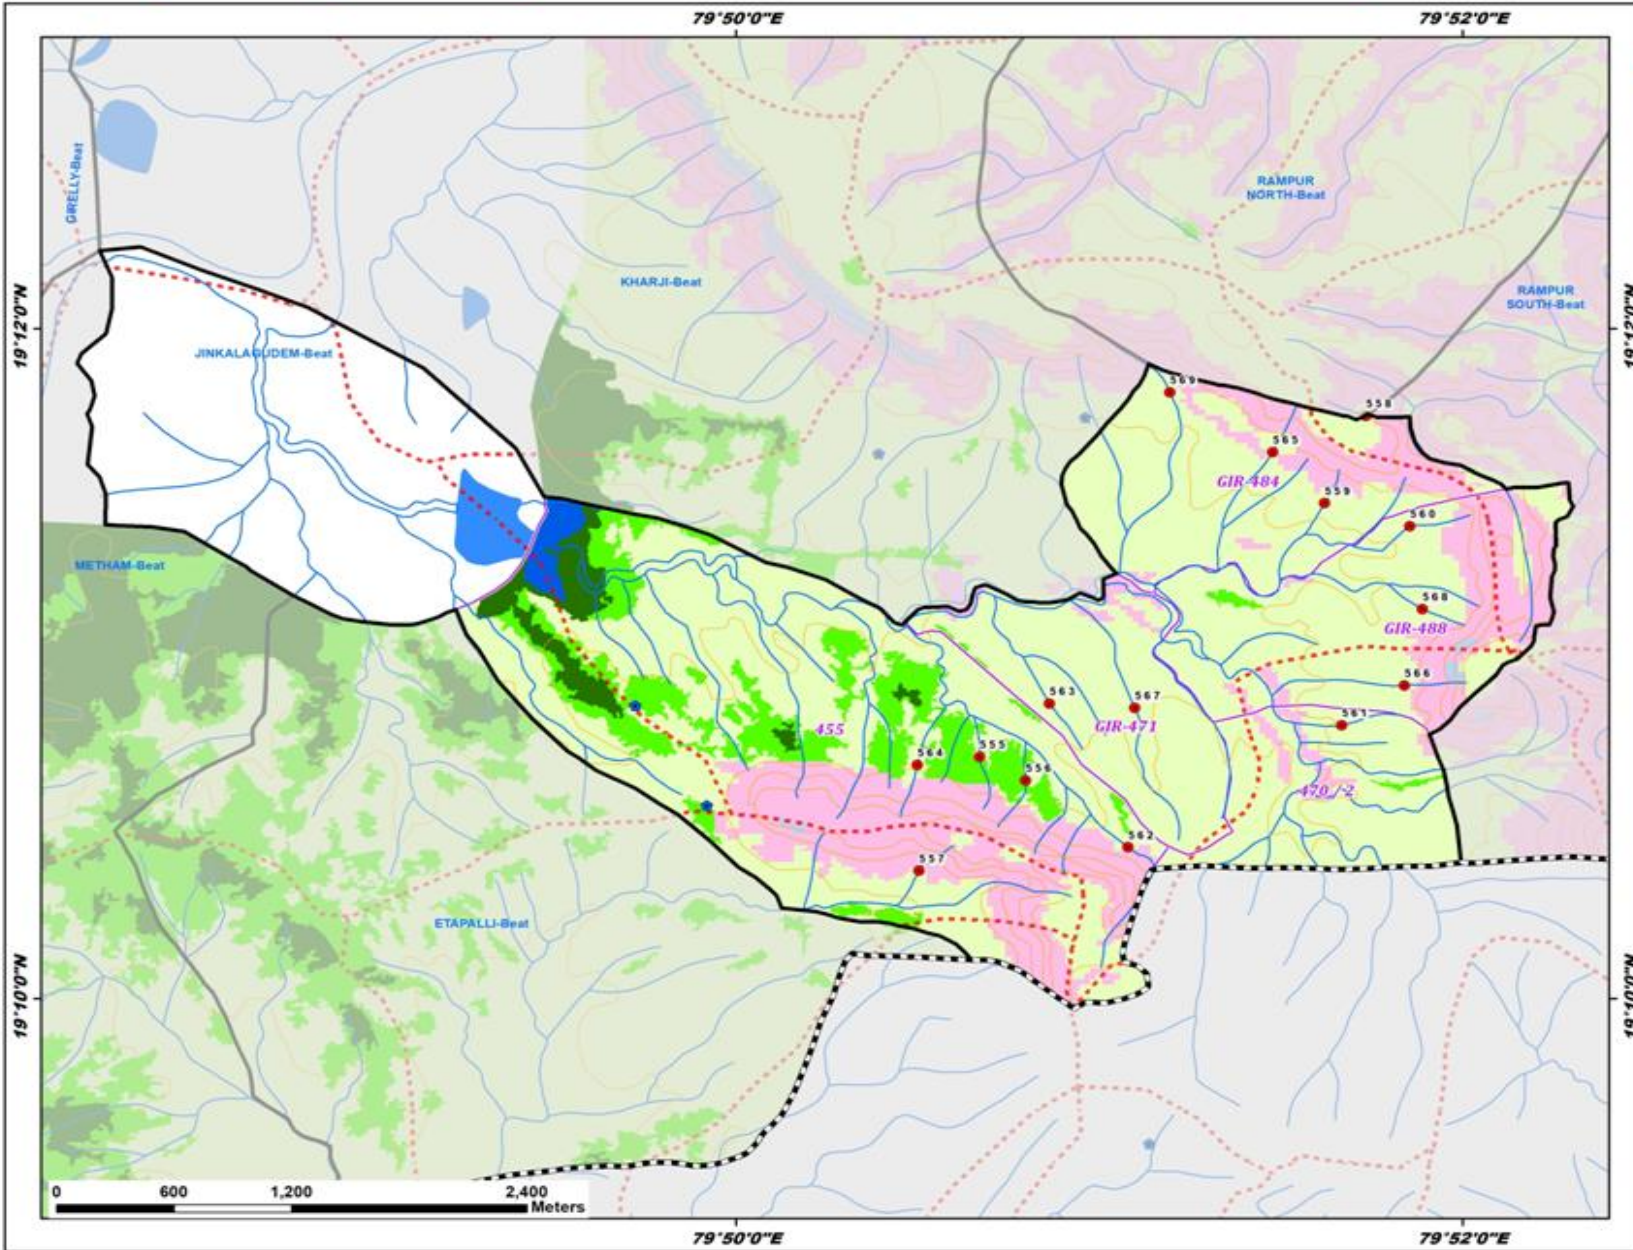 79°50'0"E
79°52'0"E
GIRELLY-Beat
RAMPUR
NORTH-Beat
KHARJI-Beat
RAMPUR
SOUTH-Beat
19°12'0"N
19°12'0"N
JINKALAGUDEM-Beat
569
558
565
GIR-484
559
560
METHAM-Beat
568
GIR-488
566
563
567
561
GIR-471
455
555
564
556
470 / 2
562
557
ETAPALLI-Beat
19°10'0"N
19°10'0"N
0 600 1,200 2,400
Meters
79°50'0"E
79°52'0"E